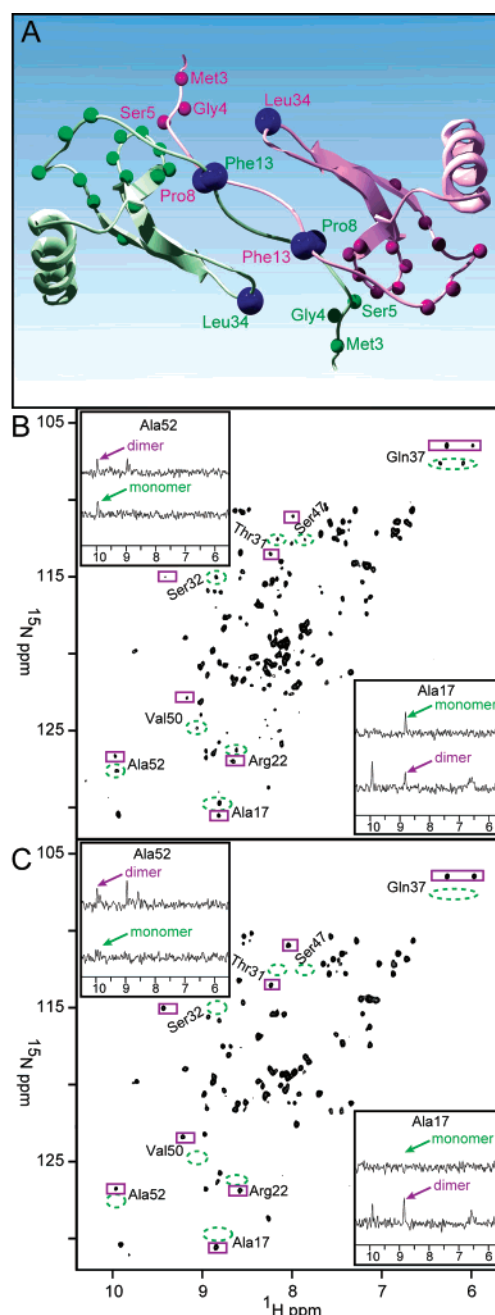 A
Met3
Ser5 Gly4 Leu34
Phe13
Pro8
Pro8
Phe13
Leu34 Gly4 Ser5
Met3
B
105
Ala52
dimer
monomer
10 9 8 7 6
Gln37
Thr31 Ser47
115
Ser32
15N ppm
Ala17
monomer
dimer
10 9 8 7 6
Val50
125
Ala52
Arg22
Ala17
C
105
Ala52
dimer
monomer
10 9 8 7 6
Gln37
Thr31 Ser47
115
Ser32
15N ppm
Ala17
monomer
dimer
10 9 8 7 6
Val50
125
Ala52
Arg22
Ala17
10 9 8 7 6
1H ppm